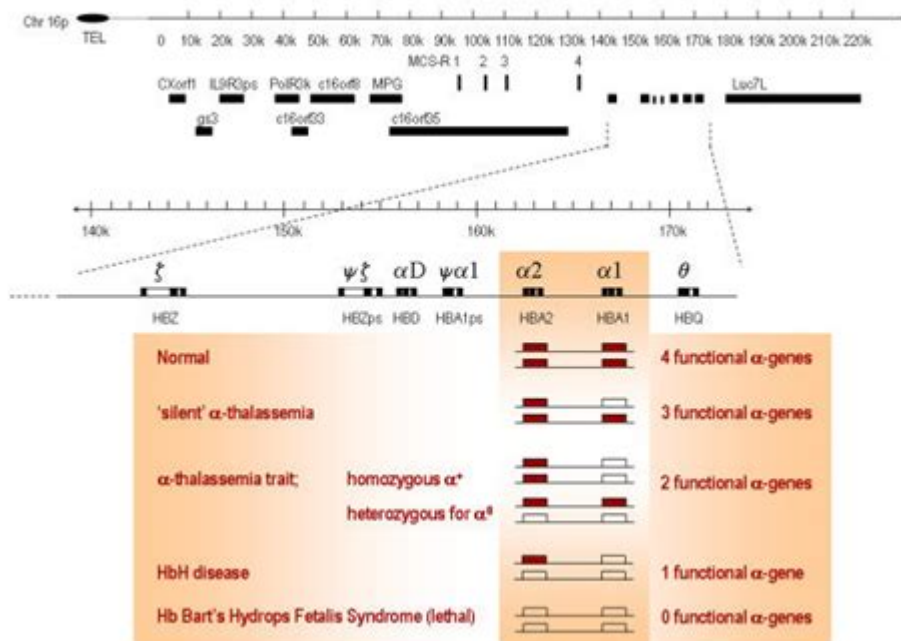 Chr 16p
TEL
0 10k 20k 30k 40k 50k 60k 70k 80k 90k 100k 110k 120k 130k 140k 150k 160k 170k 180k 190k 200k 210k 220k
MCS-R 1 2 3 4
CXorf1 IL9R3ps PolR3k c16orf8 MPG Luc7L
gs3 c16orf33 c16orf35
140k 150k 160k 170k
ζ ψζ αD ψα1 α2 α1 θ
HBZ HBZps HBD HBA1ps HBA2 HBA1 HBQ
Normal 4 functional α-genes
'silent' α-thalassemia 3 functional α-genes
α-thalassemia trait; homozygous α⁺ 2 functional α-genes
heterozygous for α⁰
HbH disease 1 functional α-gene
Hb Bart's Hydrops Fetalis Syndrome (lethal) 0 functional α-genes